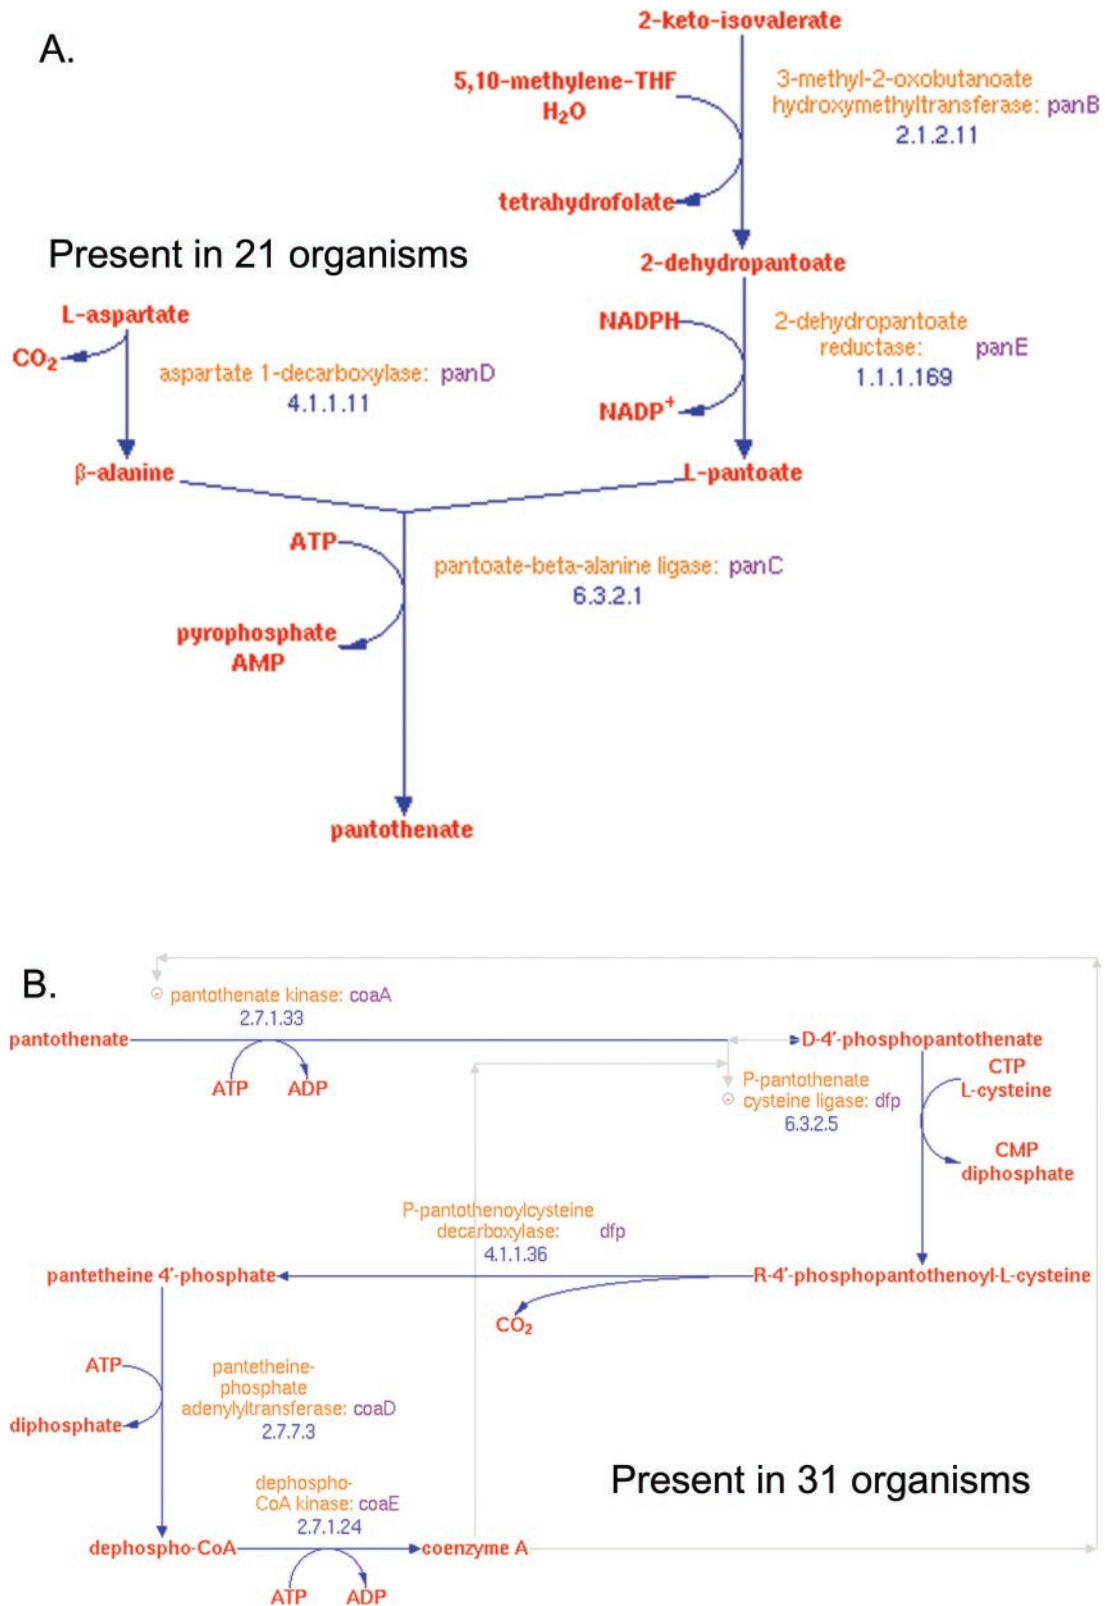 A.
2-keto-isovalerate
5,10-methylene-THF
H₂O
3-methyl-2-oxobutanoate
hydroxymethyltransferase: panB
2.1.2.11
tetrahydrofolate
Present in 21 organisms
2-dehydropantoate
L-aspartate
CO₂
aspartate 1-decarboxylase: panD
4.1.1.11
NADPH
2-dehydropantoate
reductase: panE
1.1.1.169
NADP⁺
β-alanine
L-pantoate
ATP
pantoate-beta-alanine ligase: panC
6.3.2.1
pyrophosphate
AMP
pantothenate
B.
pantothenate kinase: coaA
2.7.1.33
pantothenate
D-4'-phosphopantothenate
ATP ADP
CTP
L-cysteine
P-pantothenate
cysteine ligase: dfp
6.3.2.5
CMP
diphosphate
P-pantothenoylcysteine
decarboxylase: dfp
4.1.1.36
pantetheine 4'-phosphate
R-4'-phosphopantothenoyl-L-cysteine
CO₂
ATP
pantetheine-
phosphate
adenylyltransferase: coaD
2.7.7.3
diphosphate
dephospho-
CoA kinase: coaE
2.7.1.24
Present in 31 organisms
dephospho-CoA
coenzyme A
ATP ADP